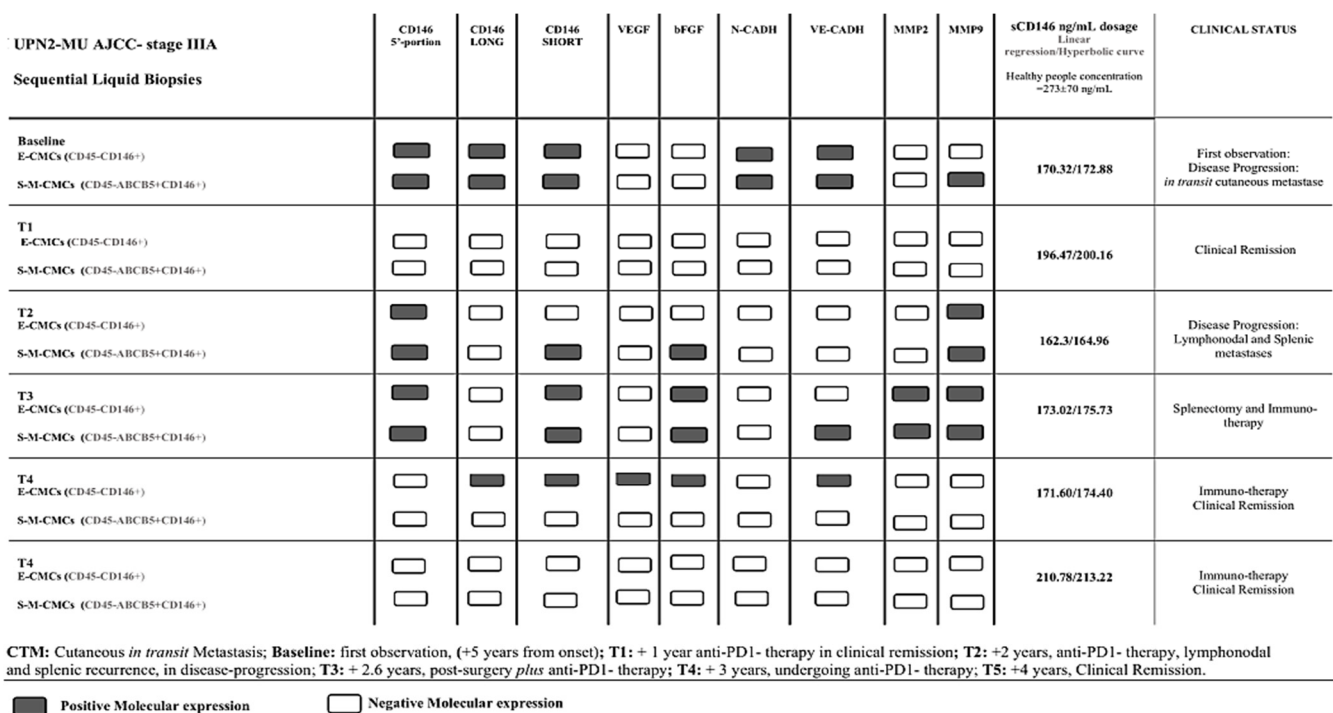 UPN2-MU AJCC- stage IIIA
Sequential Liquid Biopsies
CD146 5'-portion
CD146 LONG
CD146 SHORT
VEGF
bFGF
N-CADH
VE-CADH
MMP2
MMP9
sCD146 ng/mL dosage
Linear
regression/Hyperbolic curve
Healthy people concentration
=273±70 ng/mL
CLINICAL STATUS
Baseline
E-CMCs (CD45-CD146+)
S-M-CMCs (CD45-ABCB5+CD146+)
170.32/172.88
First observation:
Disease Progression:
in transit cutaneous metastase
T1
E-CMCs (CD45-CD146+)
S-M-CMCs (CD45-ABCB5+CD146+)
196.47/200.16
Clinical Remission
T2
E-CMCs (CD45-CD146+)
S-M-CMCs (CD45-ABCB5+CD146+)
162.3/164.96
Disease Progression:
Lymphonodal and Splenic
metastases
T3
E-CMCs (CD45-CD146+)
S-M-CMCs (CD45-ABCB5+CD146+)
173.02/175.73
Splenectomy and Immuno-
therapy
T4
E-CMCs (CD45-CD146+)
S-M-CMCs (CD45-ABCB5+CD146+)
171.60/174.40
Immuno-therapy
Clinical Remission
T4
E-CMCs (CD45-CD146+)
S-M-CMCs (CD45-ABCB5+CD146+)
210.78/213.22
Immuno-therapy
Clinical Remission
CTM: Cutaneous in transit Metastasis; Baseline: first observation, (+5 years from onset); T1: + 1 year anti-PD1- therapy in clinical remission; T2: +2 years, anti-PD1- therapy, lymphonodal
and splenic recurrence, in disease-progression; T3: + 2.6 years, post-surgery plus anti-PD1- therapy; T4: + 3 years, undergoing anti-PD1- therapy; T5: +4 years, Clinical Remission.
Positive Molecular expression
Negative Molecular expression